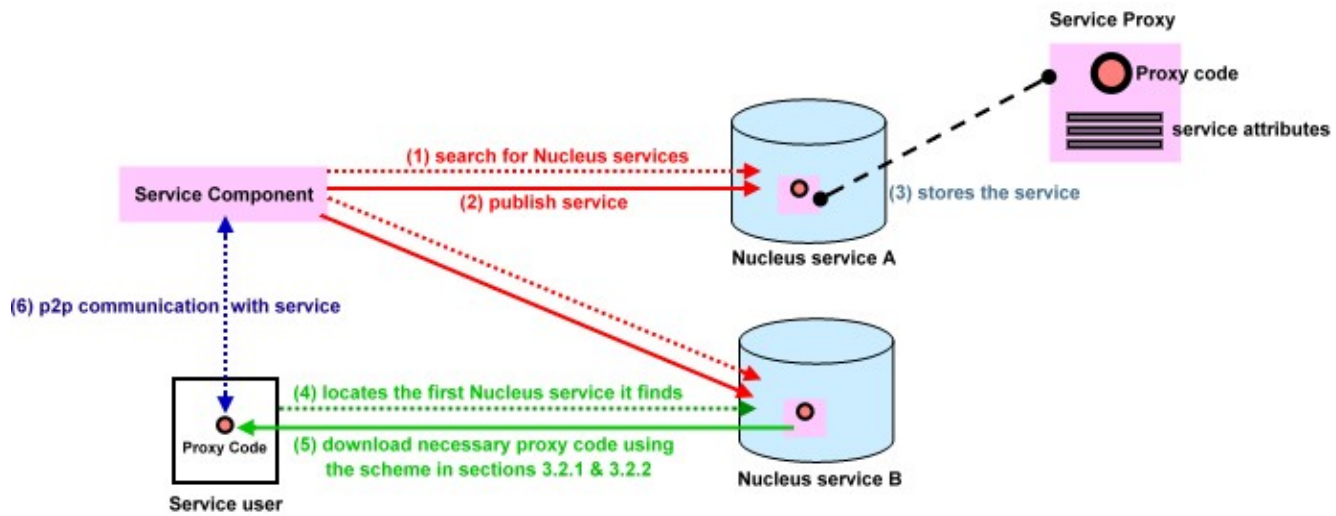 Service Proxy
Proxy code
service attributes
(1) search for Nucleus services
Service Component
(2) publish service
(3) stores the service
Nucleus service A
(6) p2p communication with service
(4) locates the first Nucleus service it finds
Proxy Code
(5) download necessary proxy code using
the scheme in sections 3.2.1 & 3.2.2
Nucleus service B
Service user